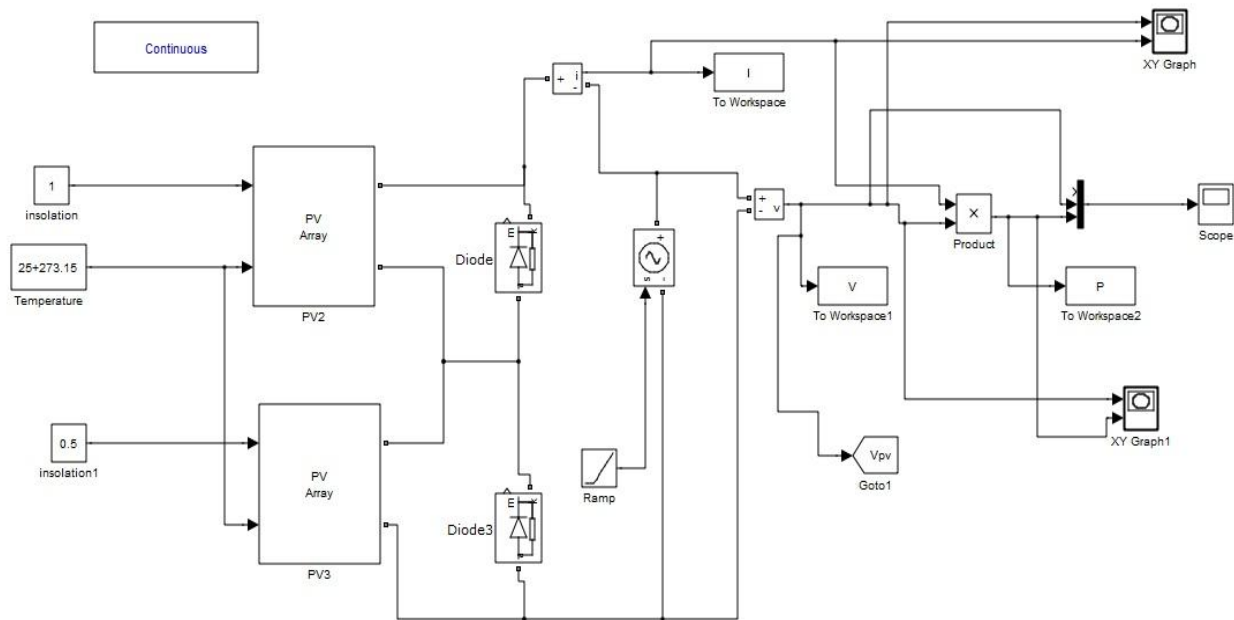 Continuous
1
insolation
25+273.15
Temperature
PV
Array
PV2
0.5
insolation1
PV
Array
PV3
m
k
a
Diode
m
k
a
Diode3
+
i
-
I
To Workspace
+
s
-
Ramp
+
-
v
V
To Workspace1
Vpv
Goto1
X
Product
X
P
To Workspace2
XY Graph
Scope
XY Graph1